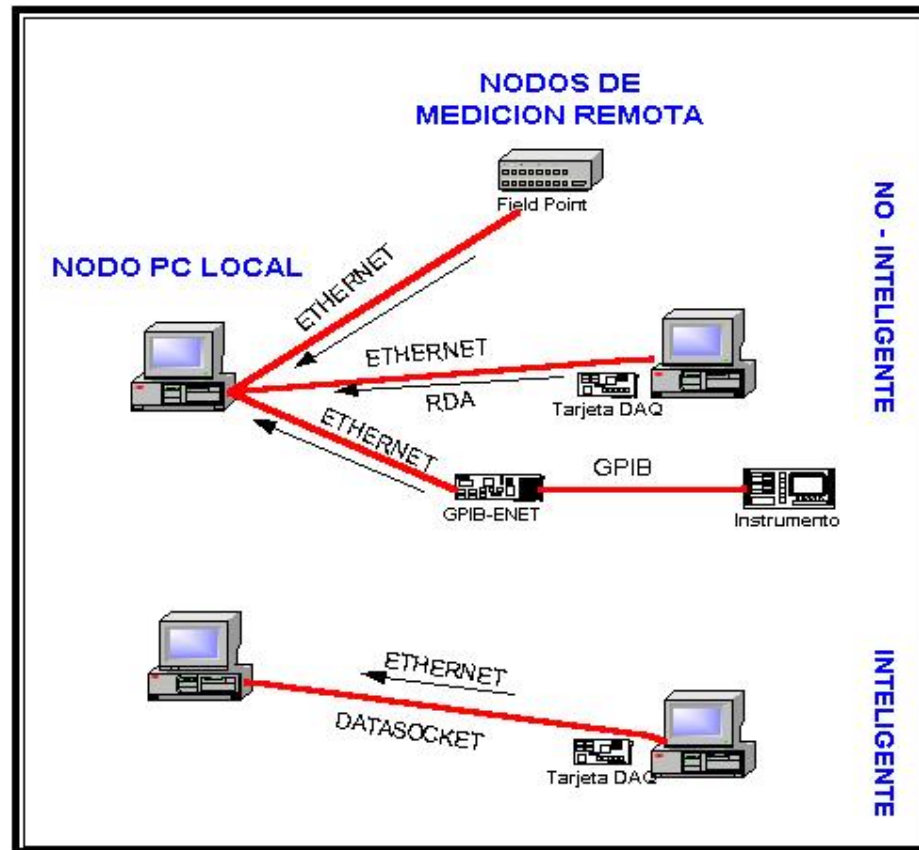 NODOS DE
MEDICION REMOTA
Field Point
NO - INTELIGENTE
NODO PC LOCAL
ETHERNET
ETHERNET
RDA
Tarjeta DAQ
ETHERNET
GPIB
GPIB-ENET
Instrumento
ETHERNET
DATASOCKET
Tarjeta DAQ
INTELIGENTE